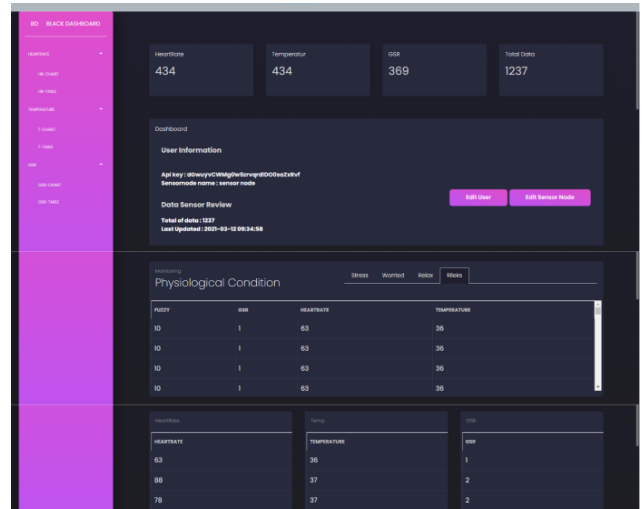 BD BLACK DASHBOARD
HEARTRATE
HR-CHART
HR-TABLE
TEMPERATURE
T-CHART
T-TABLE
GSR
GSR-CHART
GSR-TABLE
HeartRate
434
Temperatur
434
GSR
369
Total Data
1237
Dashboard
User Information
Sensornode name : sensor node
Data Sensor Review
Total of data : 1237
Last Updated : 2021-03-12 09:34:58
Edit User
Edit Sensor Node
Monitoring
Physiological Condition
Stress Worried Relax Rileks
FUZZY GSR HEARTRATE TEMPERATURE
10 1 63 36
10 1 63 36
10 1 63 36
10 1 63 36
HeartRate
HEARTRATE
63
88
78
Temp
TEMPERATURE
36
37
37
GSR
GSR
1
2
2